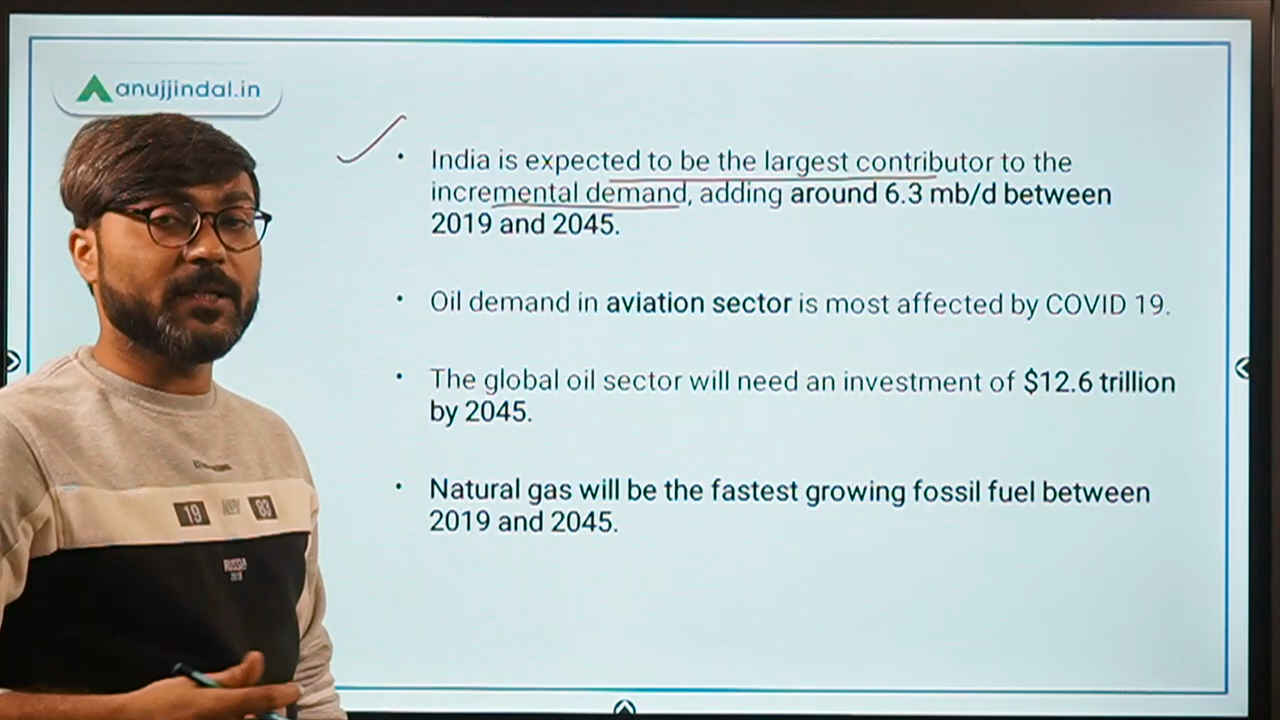 anujjindal.in
• India is expected to be the largest contributor to the
incremental demand, adding around 6.3 mb/d between
2019 and 2045.
• Oil demand in aviation sector is most affected by COVID 19.
• The global oil sector will need an investment of $12.6 trillion
by 2045.
• Natural gas will be the fastest growing fossil fuel between
2019 and 2045.
19 83
RUSSIA